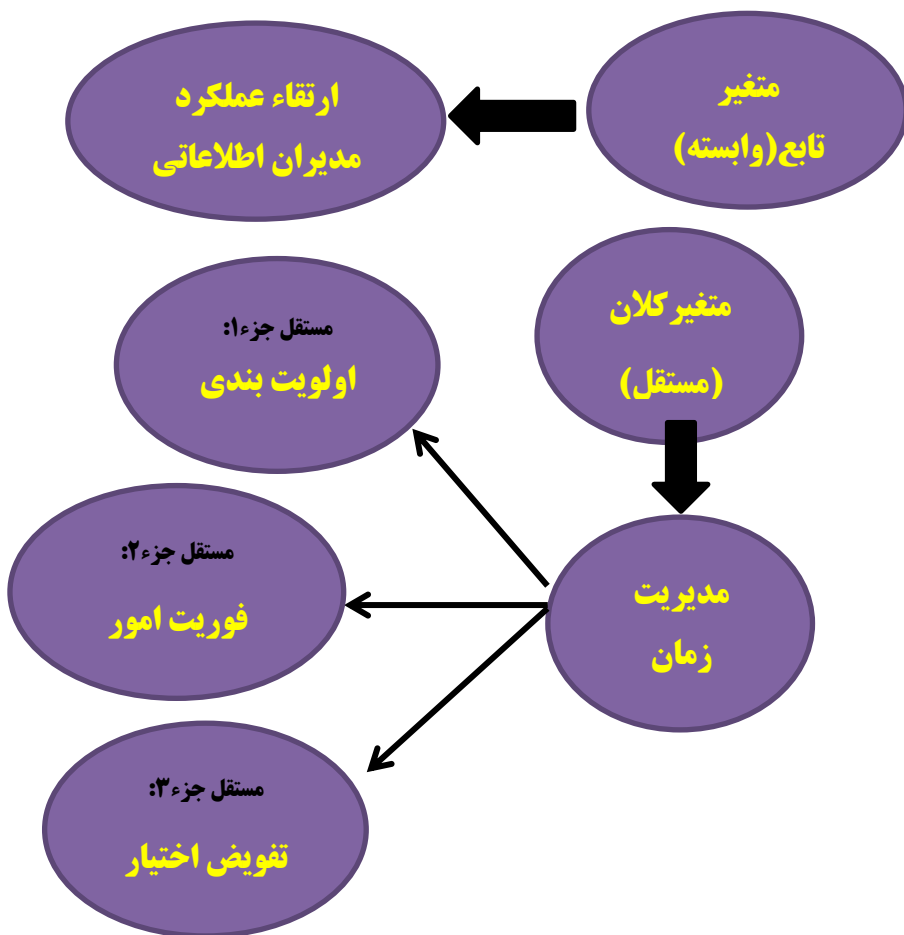 متغیر
تابع(وابسته)
ارتقاء عملکرد
مدیران اطلاعاتی
متغیر کلان
(مستقل)
مدیریت
زمان
مستقل جزء۱:
اولویت بندی
مستقل جزء۲:
فوریت امور
مستقل جزء۳:
تفویض اختیار